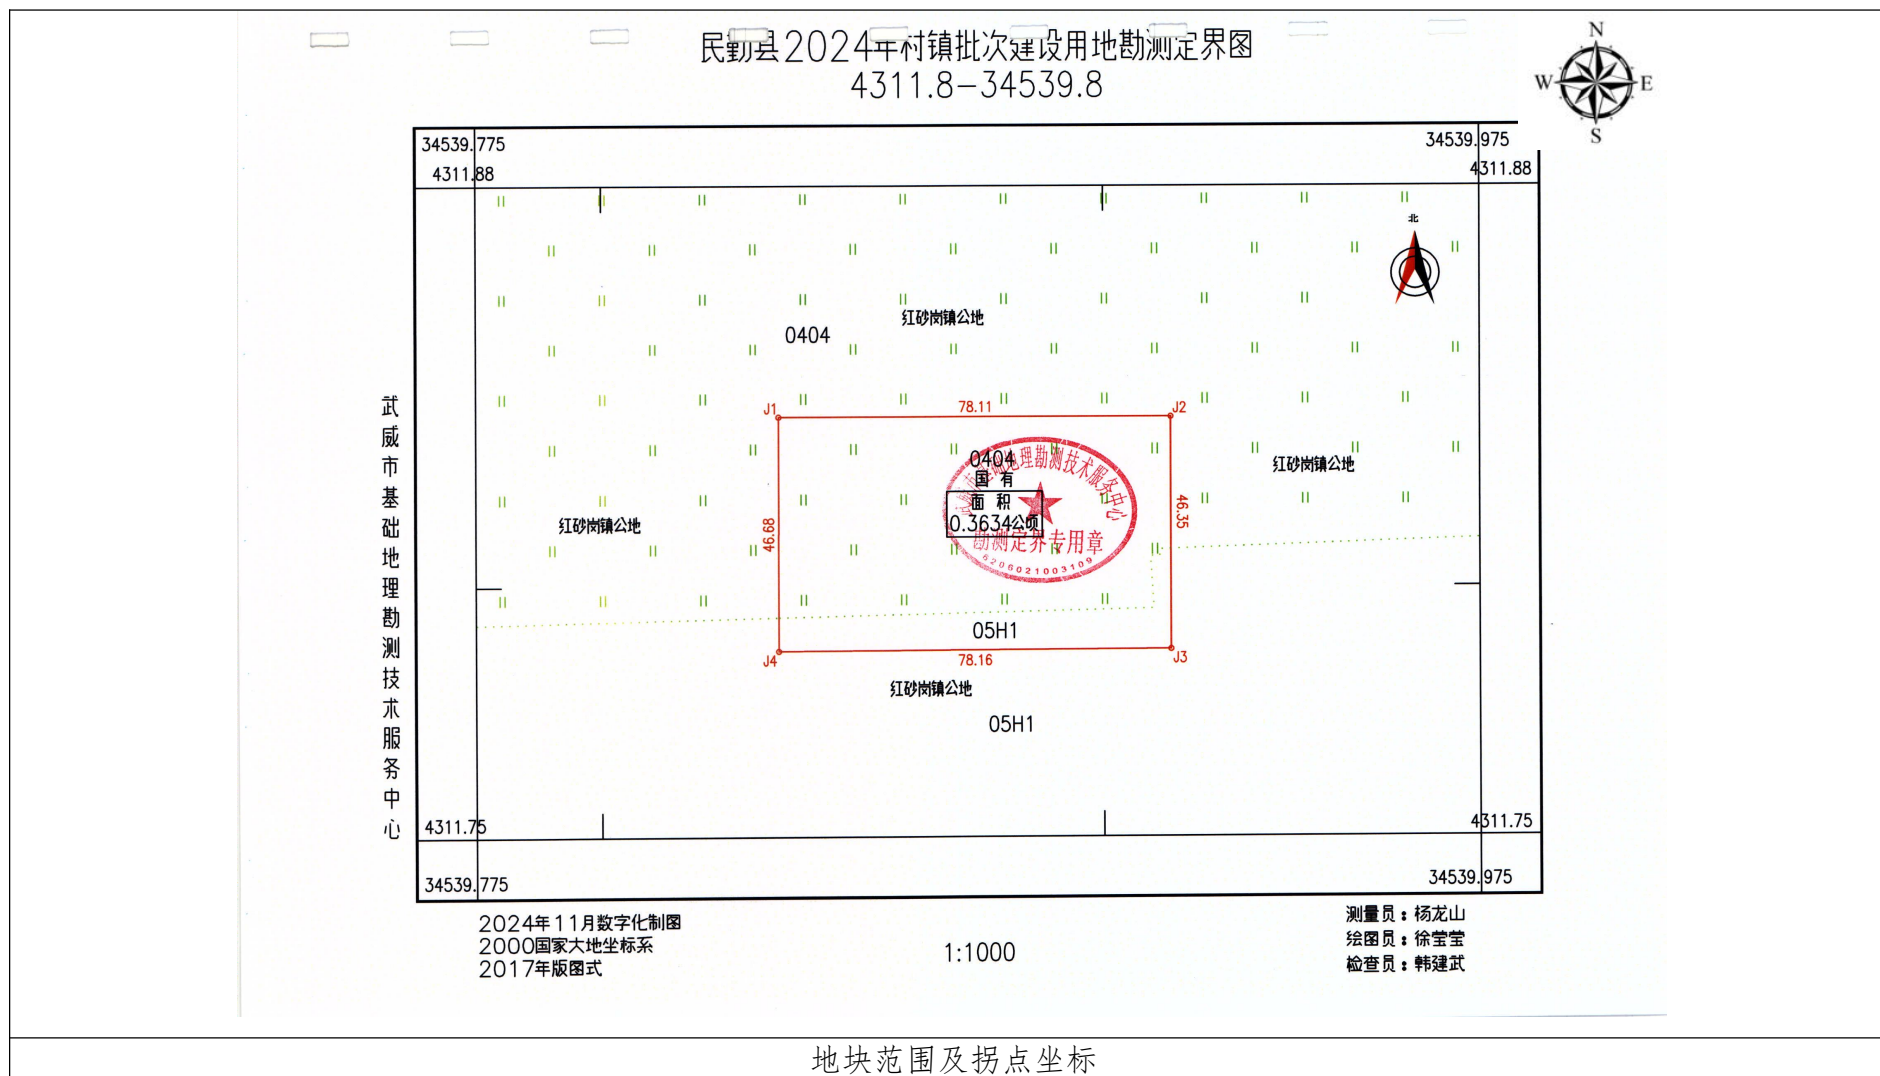 民勤县2024年村镇批次建设用地勘测定界图
4311.8-34539.8
N
W
E
S
34539.775
34539.975
4311.88
4311.88
北
红砂岗镇公地
0404
J1
78.11
J2
0404
国有
红砂岗镇公地
面积
0.3634公顷
46.35
46.68
红砂岗镇公地
勘测定界专用章
6206021003109
05H1
J4
78.16
J3
红砂岗镇公地
05H1
4311.75
4311.75
34539.775
34539.975
武威市基础地理勘测技术服务中心
2024年11月数字化制图
2000国家大地坐标系
2017年版图式
1:1000
测量员：杨龙山
绘图员：徐莹莹
检查员：韩建武
地块范围及拐点坐标